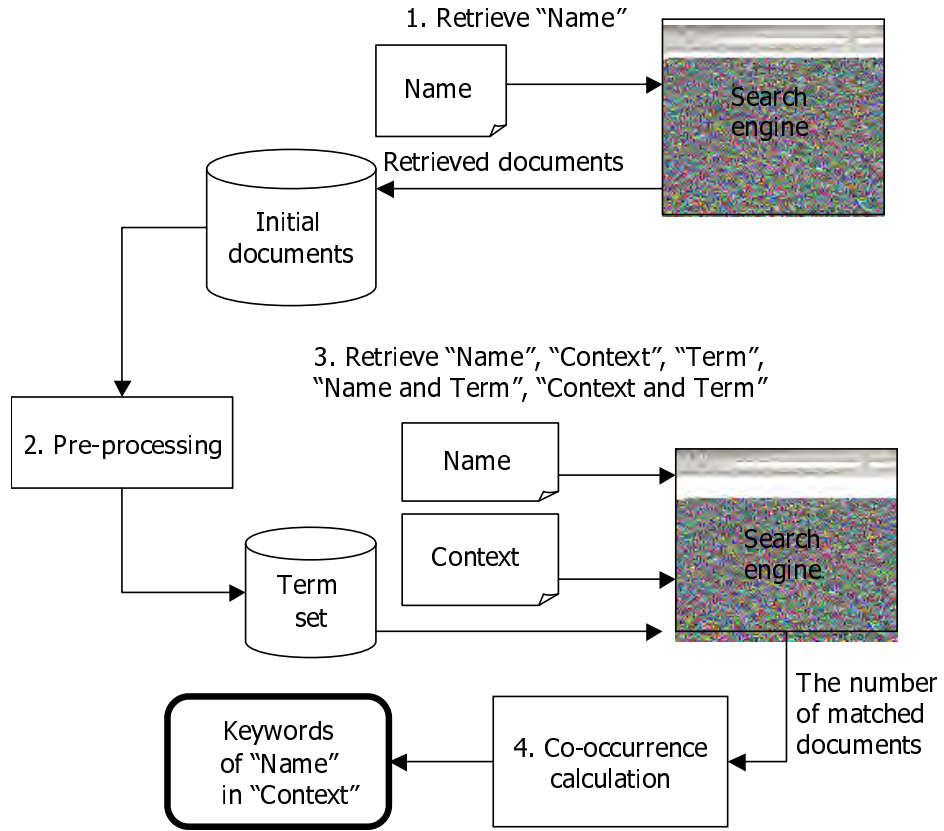 1. Retrieve “Name”
Name
Search
engine
Retrieved documents
Initial
documents
3. Retrieve “Name”, “Context”, “Term”,
“Name and Term”, “Context and Term”
2. Pre-processing
Name
Context
Search
engine
Term
set
The number
of matched
documents
4. Co-occurrence
calculation
Keywords
of “Name”
in “Context”